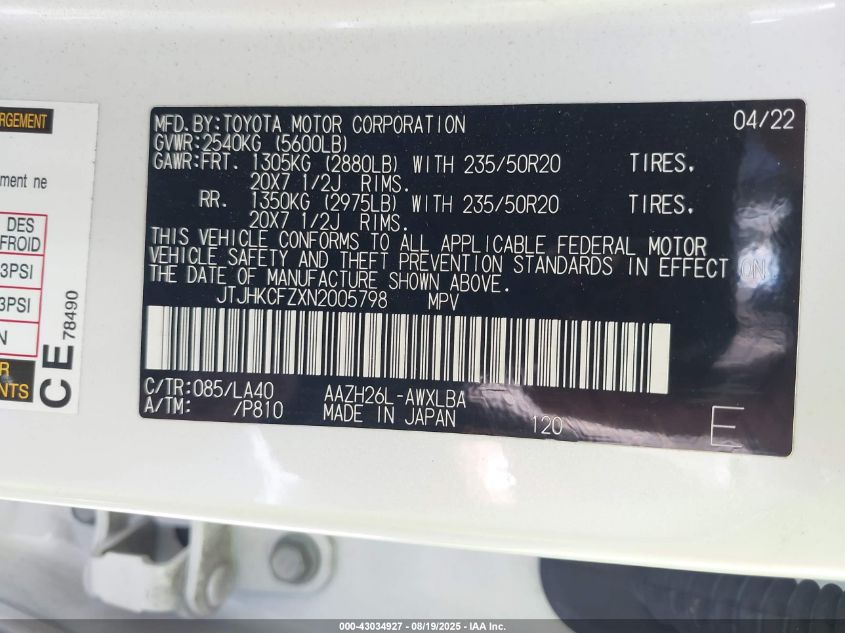 RGEMENT
ment ne
DES
FROID
3PSI
3PSI
N
R
NTS
CE 78490
MFD.BY:TOYOTA MOTOR CORPORATION 04/22
GVWR:2540KG (5600LB)
GAWR:FRT. 1305KG (2880LB) WITH 235/50R20 TIRES.
20X7 1/2J RIMS.
RR. 1350KG (2975LB) WITH 235/50R20 TIRES.
20X7 1/2J RIMS.
THIS VEHICLE CONFORMS TO ALL APPLICABLE FEDERAL MOTOR
VEHICLE SAFETY AND THEFT PREVENTION STANDARDS IN EFFECT ON
THE DATE OF MANUFACTURE SHOWN ABOVE.
JTJHKCFZXN2005798 MPV
C/TR:085/LA40 AAZH26L-AWXLBA
A/TM: /P810 MADE IN JAPAN 120 E
000-43034927 - 08/19/2025 - IAA Inc.